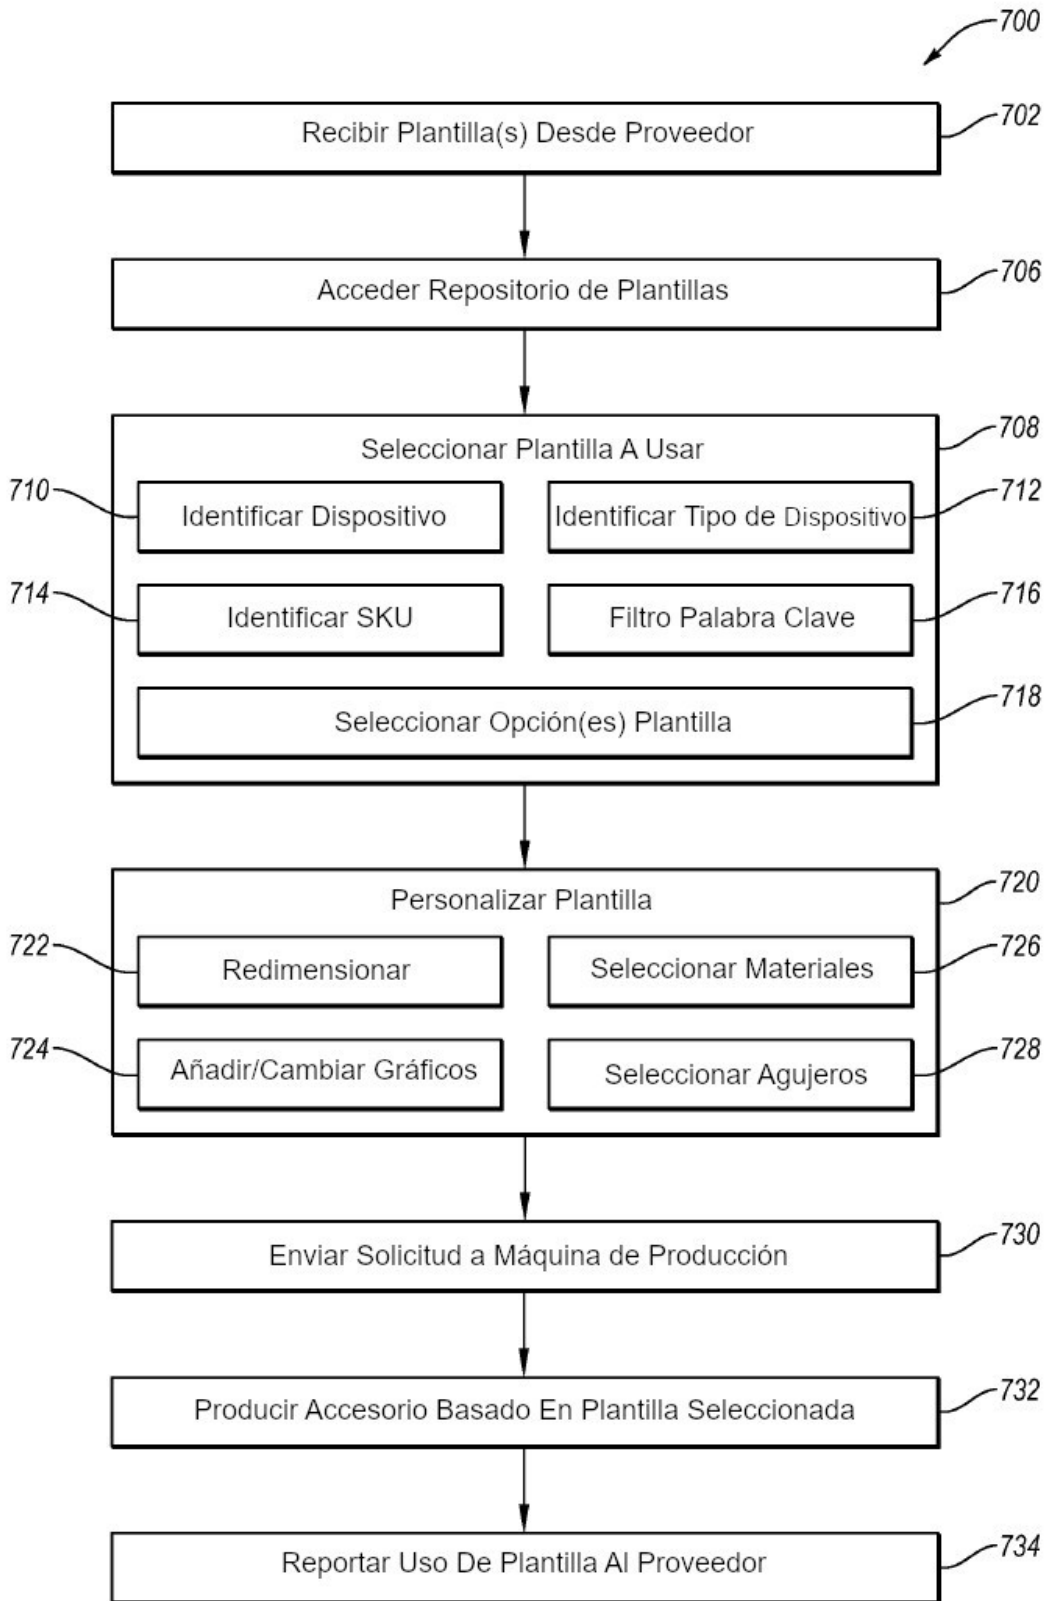 700
Recibir Plantilla(s) Desde Proveedor
702
Acceder Repositorio de Plantillas
706
Seleccionar Plantilla A Usar
708
710
Identificar Dispositivo
Identificar Tipo de Dispositivo
712
714
Identificar SKU
Filtro Palabra Clave
716
Seleccionar Opción(es) Plantilla
718
Personalizar Plantilla
720
722
Redimensionar
Seleccionar Materiales
726
724
Añadir/Cambiar Gráficos
Seleccionar Agujeros
728
Enviar Solicitud a Máquina de Producción
730
Producir Accesorio Basado En Plantilla Seleccionada
732
Reportar Uso De Plantilla Al Proveedor
734